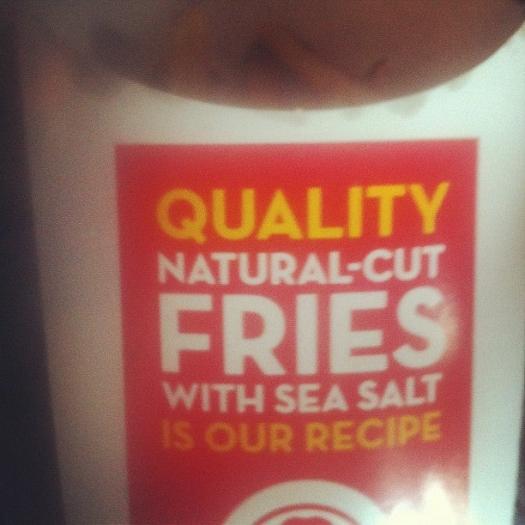 QUALITY
NATURAL-CUT
FRIES
WITH SEA SALT
IS OUR RECIPE